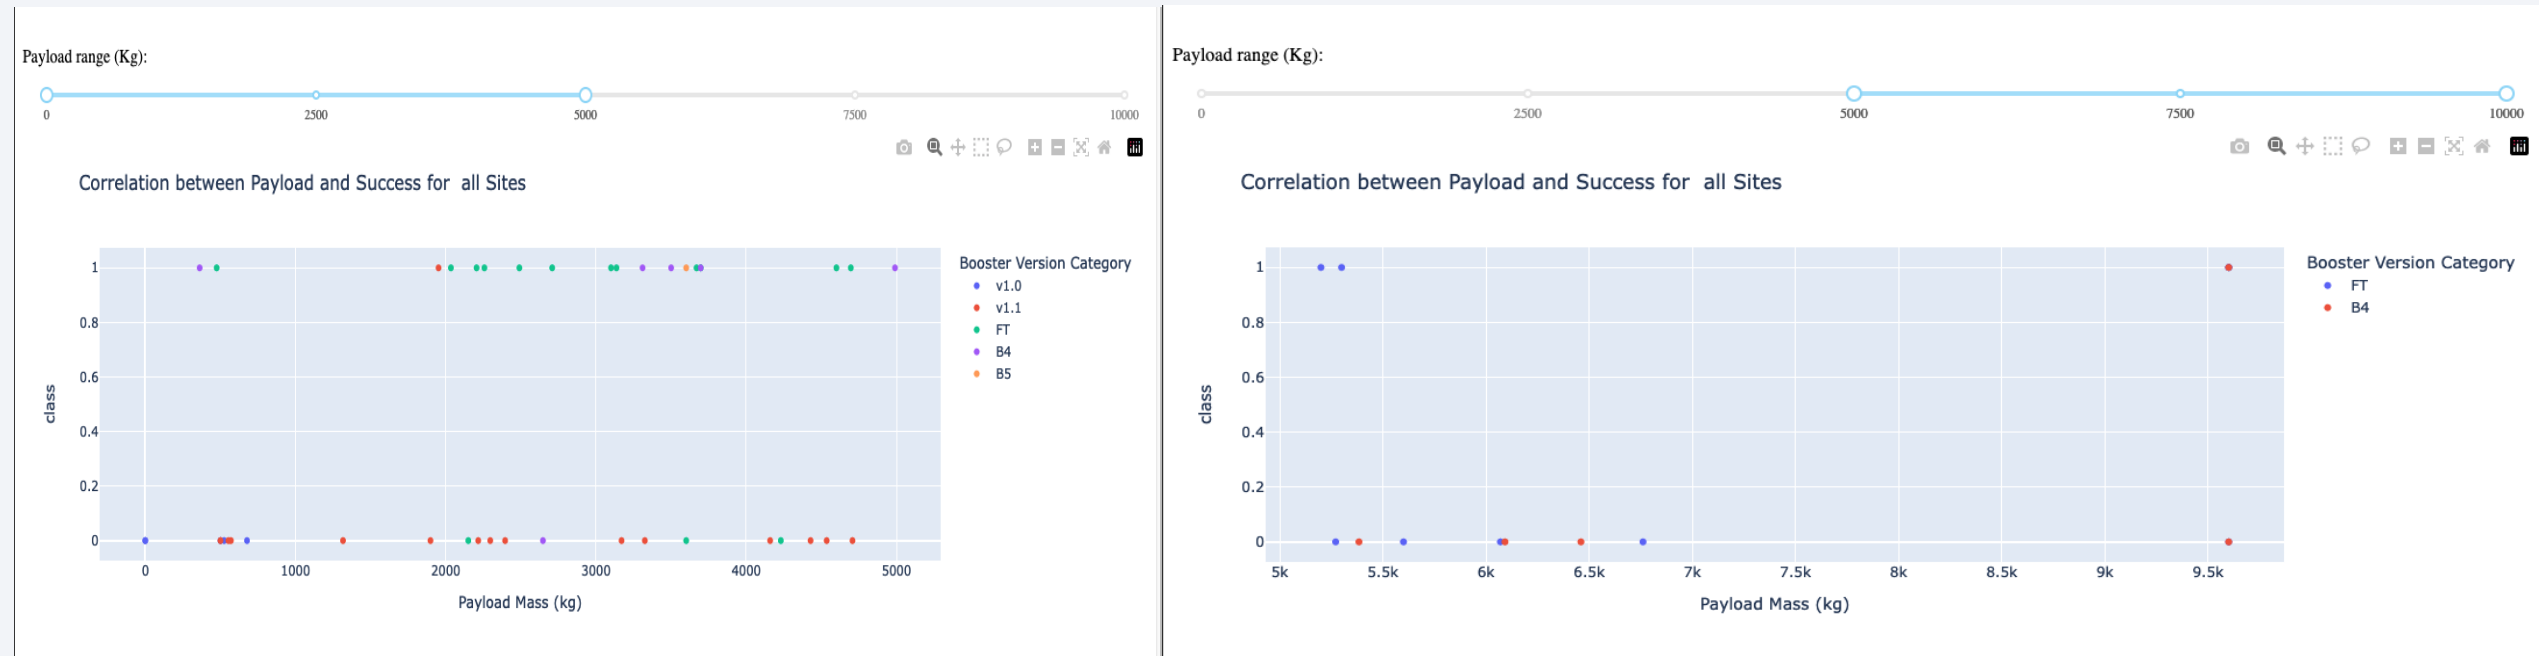 Payload range (Kg):
0 2500 5000 7500 10000
Correlation between Payload and Success for all Sites
Booster Version Category
v1.0
v1.1
FT
B4
B5
class
1
0.8
0.6
0.4
0.2
0
0 1000 2000 3000 4000 5000
Payload Mass (kg)
Payload range (Kg):
0 2500 5000 7500 10000
Correlation between Payload and Success for all Sites
Booster Version Category
FT
B4
class
1
0.8
0.6
0.4
0.2
0
5k 5.5k 6k 6.5k 7k 7.5k 8k 8.5k 9k 9.5k
Payload Mass (kg)